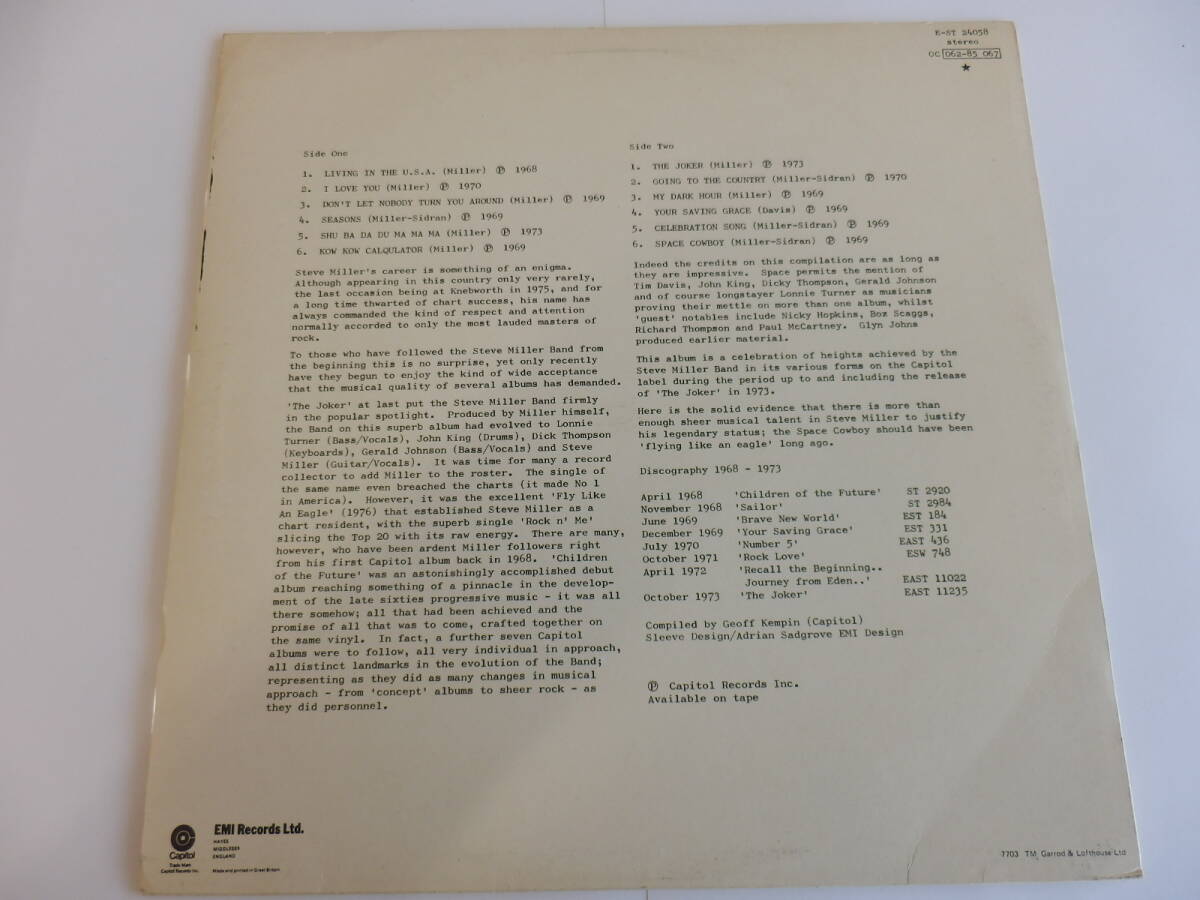 E-ST 24058
stereo
OC 062-85 067
★
Side One
1. LIVING IN THE U.S.A. (Miller) Ⓟ 1968
2. I LOVE YOU (Miller) Ⓟ 1970
3. DON'T LET NOBODY TURN YOU AROUND (Miller) Ⓟ 1969
4. SEASONS (Miller-Sidran) Ⓟ 1969
5. SHU BA DA DU MA MA MA (Miller) Ⓟ 1973
6. KOW KOW CALQULATOR (Miller) Ⓟ 1969
Steve Miller's career is something of an enigma.
Although appearing in this country only very rarely,
the last occasion being at Knebworth in 1975, and for
a long time thwarted of chart success, his name has
always commanded the kind of respect and attention
normally accorded to only the most lauded masters of
rock.
To those who have followed the Steve Miller Band from
the beginning this is no surprise, yet only recently
have they begun to enjoy the kind of wide acceptance
that the musical quality of several albums has demanded.
'The Joker' at last put the Steve Miller Band firmly
in the popular spotlight. Produced by Miller himself,
the Band on this superb album had evolved to Lonnie
Turner (Bass/Vocals), John King (Drums), Dick Thompson
(Keyboards), Gerald Johnson (Bass/Vocals) and Steve
Miller (Guitar/Vocals). It was time for many a record
collector to add Miller to the roster. The single of
the same name even breached the charts (it made No 1
in America). However, it was the excellent 'Fly Like
An Eagle' (1976) that established Steve Miller as a
chart resident, with the superb single 'Rock n' Me'
slicing the Top 20 with its raw energy. There are many,
however, who have been ardent Miller followers right
from his first Capitol album back in 1968. 'Children
of the Future' was an astonishingly accomplished debut
album reaching something of a pinnacle in the develop-
ment of the late sixties progressive music - it was all
there somehow; all that had been achieved and the
promise of all that was to come, crafted together on
the same vinyl. In fact, a further seven Capitol
albums were to follow, all very individual in approach,
all distinct landmarks in the evolution of the Band;
representing as they did as many changes in musical
approach - from 'concept' albums to sheer rock - as
they did personnel.
Side Two
1. THE JOKER (Miller) Ⓟ 1973
2. GOING TO THE COUNTRY (Miller-Sidran) Ⓟ 1970
3. MY DARK HOUR (Miller) Ⓟ 1969
4. YOUR SAVING GRACE (Davis) Ⓟ 1969
5. CELEBRATION SONG (Miller-Sidran) Ⓟ 1969
6. SPACE COWBOY (Miller-Sidran) Ⓟ 1969
Indeed the credits on this compilation are as long as
they are impressive. Space permits the mention of
Tim Davis, John King, Dicky Thompson, Gerald Johnson
and of course longstayer Lonnie Turner as musicians
proving their mettle on more than one album, whilst
'guest' notables include Nicky Hopkins, Boz Scaggs,
Richard Thompson and Paul McCartney. Glyn Johns
produced earlier material.
This album is a celebration of heights achieved by the
Steve Miller Band in its various forms on the Capitol
label during the period up to and including the release
of 'The Joker' in 1973.
Here is the solid evidence that there is more than
enough sheer musical talent in Steve Miller to justify
his legendary status; the Space Cowboy should have been
'flying like an eagle' long ago.
Discography 1968 - 1973
April 1968 'Children of the Future' ST 2920
November 1968 'Sailor' ST 2984
June 1969 'Brave New World' EST 184
December 1969 'Your Saving Grace' EST 331
July 1970 'Number 5' EAST 436
October 1971 'Rock Love' ESW 748
April 1972 'Recall the Beginning..
Journey from Eden..' EAST 11022
October 1973 'The Joker' EAST 11235
Compiled by Geoff Kempin (Capitol)
Sleeve Design/Adrian Sadgrove EMI Design
Ⓟ Capitol Records Inc.
Available on tape
Capitol
Trade Mark
Capitol Records Inc.
EMI Records Ltd.
HAYES
MIDDLESEX
ENGLAND
Made and printed in Great Britain
7703 TM Garrod & Lofthouse Ltd